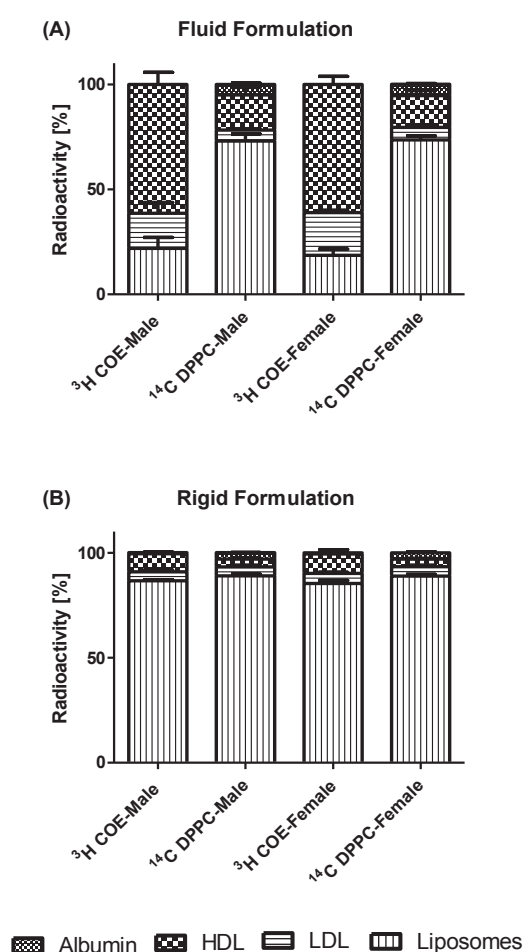 (A) Fluid Formulation
Radioactivity [%]
100
50
0
³H COE-Male
¹⁴C DPPC-Male
³H COE-Female
¹⁴C DPPC-Female
(B) Rigid Formulation
Radioactivity [%]
100
50
0
³H COE-Male
¹⁴C DPPC-Male
³H COE-Female
¹⁴C DPPC-Female
Albumin HDL LDL Liposomes